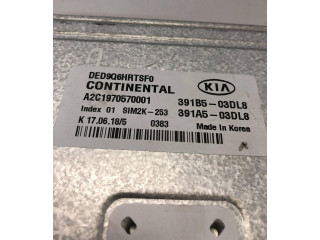 DED9Q6HRTSF0
CONTINENTAL
A2C1970570001
Index 01 SIM2K-253
K 17.06.18/5 0383
KIA
391B5-03DL8
391A5-03DL8
Made in Korea